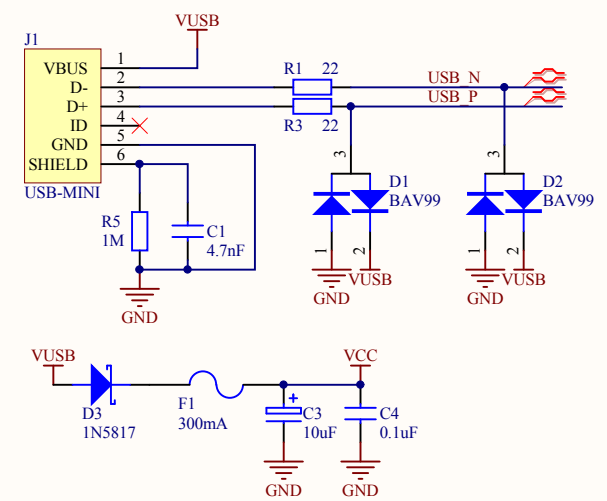 VUSB
J1
VBUS 1
D- 2
D+ 3
ID 4
GND 5
SHIELD 6
USB-MINI
R1 22
R3 22
USB_N
USB_P
R5
1M
C1
4.7nF
GND
3
D1
BAV99
1
2
GND
VUSB
3
D2
BAV99
1
2
GND
VUSB
VUSB
D3
1N5817
F1
300mA
VCC
+
C3
10uF
C4
0.1uF
GND
GND